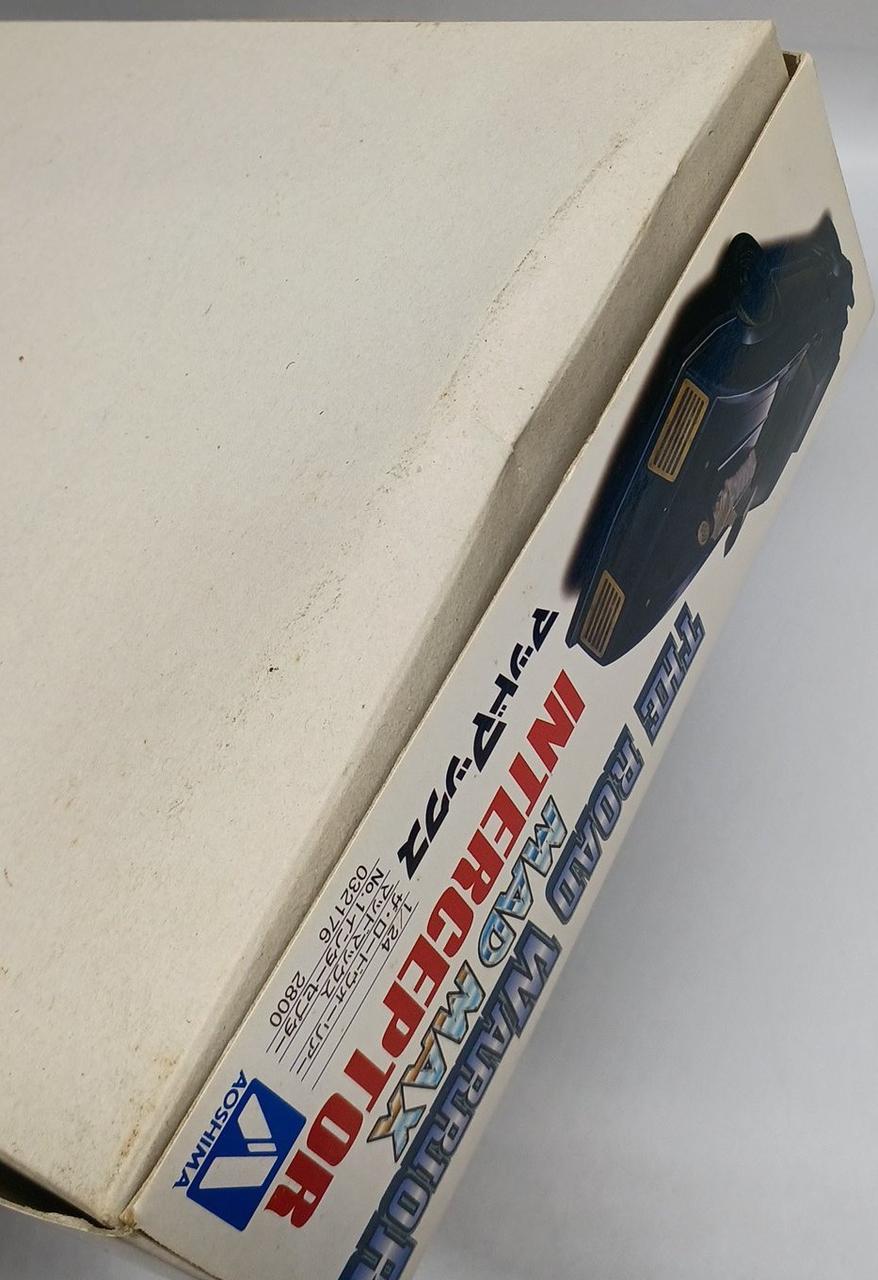 THE ROAD WARRIOR
MAD MAX
INTERCEPTOR
マッドマックス
1/24
ザ・ロードウォーリアー
マッドマックス
No.1インターセプター
032176 2800
AOSHIMA